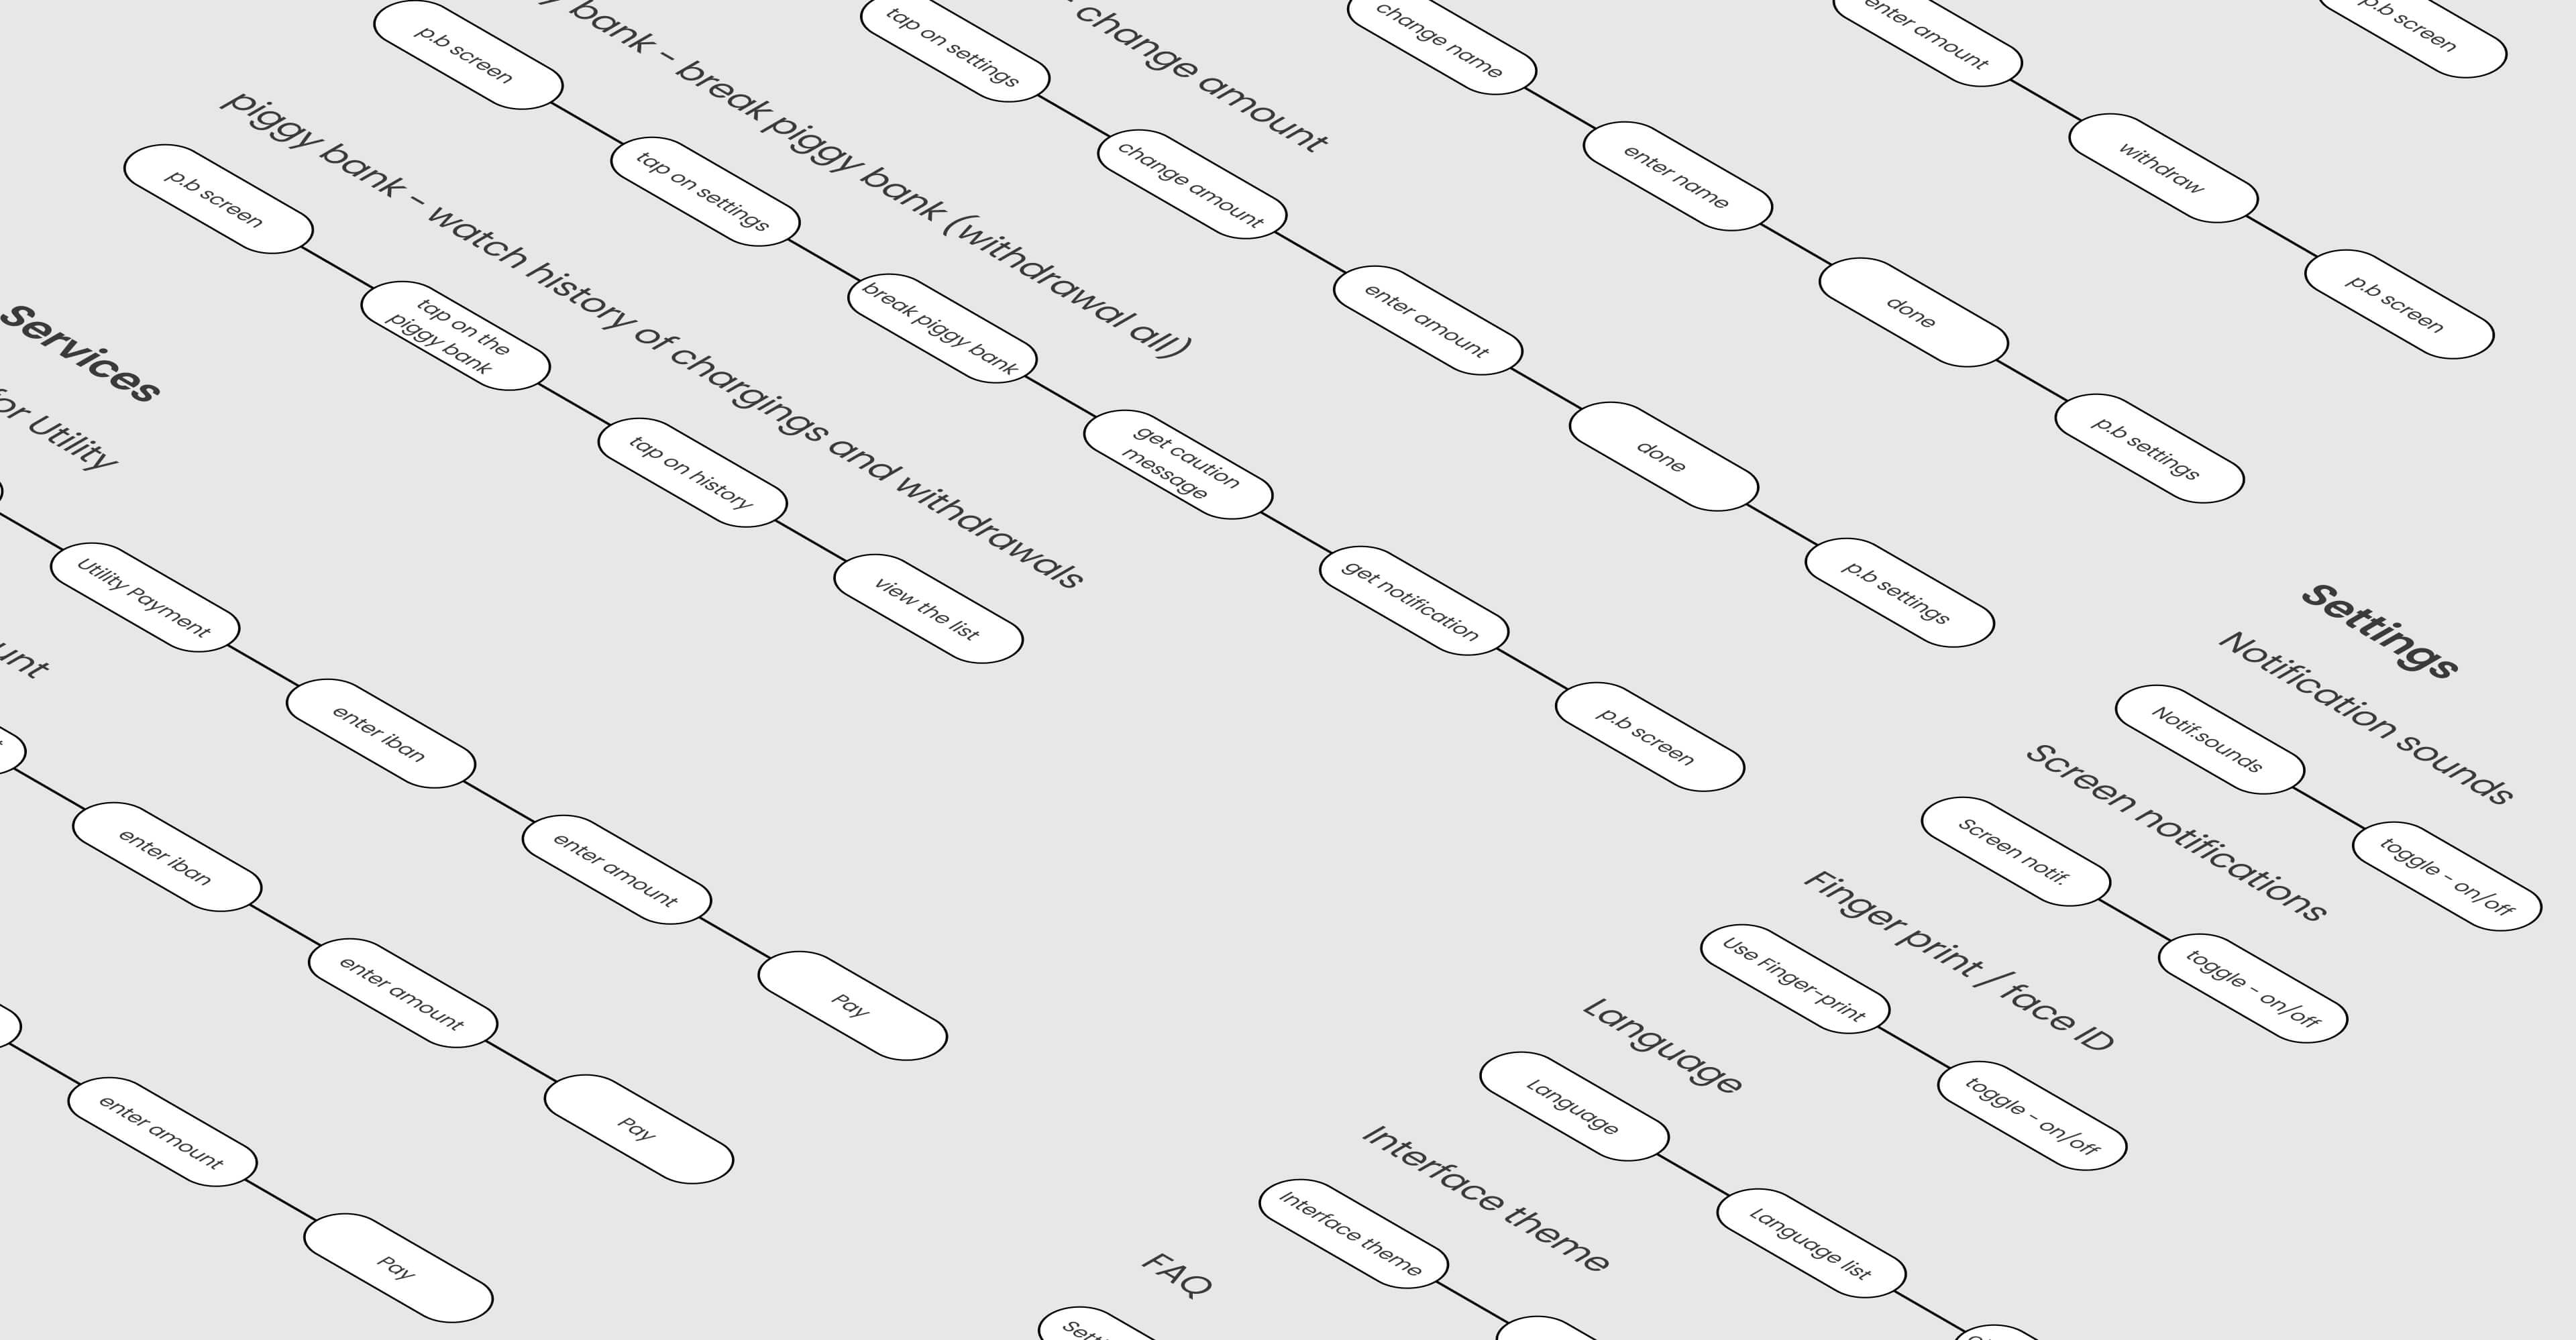 p.b screen
enter amount
withdraw
p.b screen
change name
enter name
done
p.b settings
change amount
tap on settings
change amount
enter amount
done
p.b settings
bank - break piggy bank (withdrawal all)
p.b screen
tap on settings
break piggy bank
get caution
message
get notification
p.b screen
piggy bank - watch history of chargings and withdrawals
p.b screen
tap on the
piggy bank
tap on history
view the list
Services
for Utility
Utility Payment
enter iban
enter amount
Pay
enter iban
enter amount
Pay
enter amount
Pay
Settings
Notification sounds
Notif.sounds
toggle - on/off
Screen notifications
Screen notif.
toggle - on/off
Finger print / face ID
Use Finger-print
toggle - on/off
Language
Language
Language list
Interface theme
Interface theme
FAQ